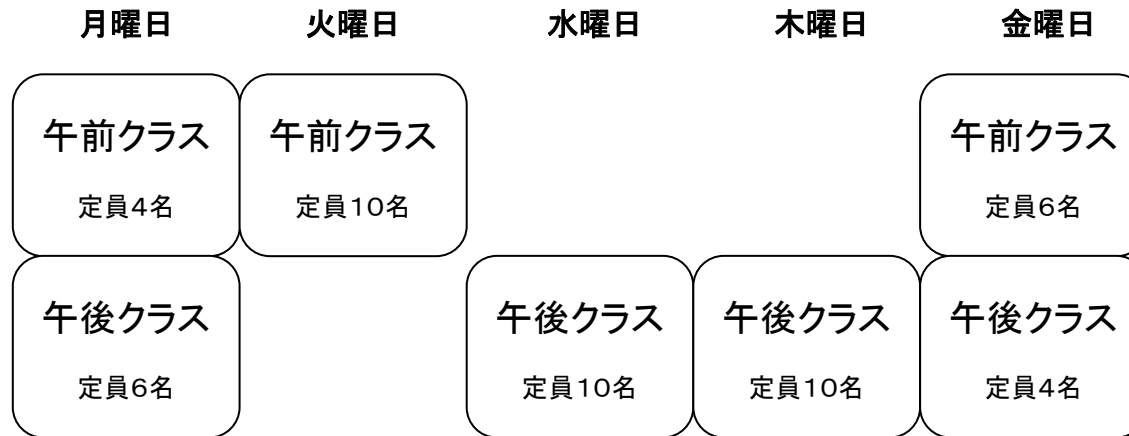 月曜日 火曜日 水曜日 木曜日 金曜日
午前クラス 午前クラス 午前クラス
定員4名 定員10名 定員6名
午後クラス 午後クラス 午後クラス 午後クラス
定員6名 定員10名 定員10名 定員4名